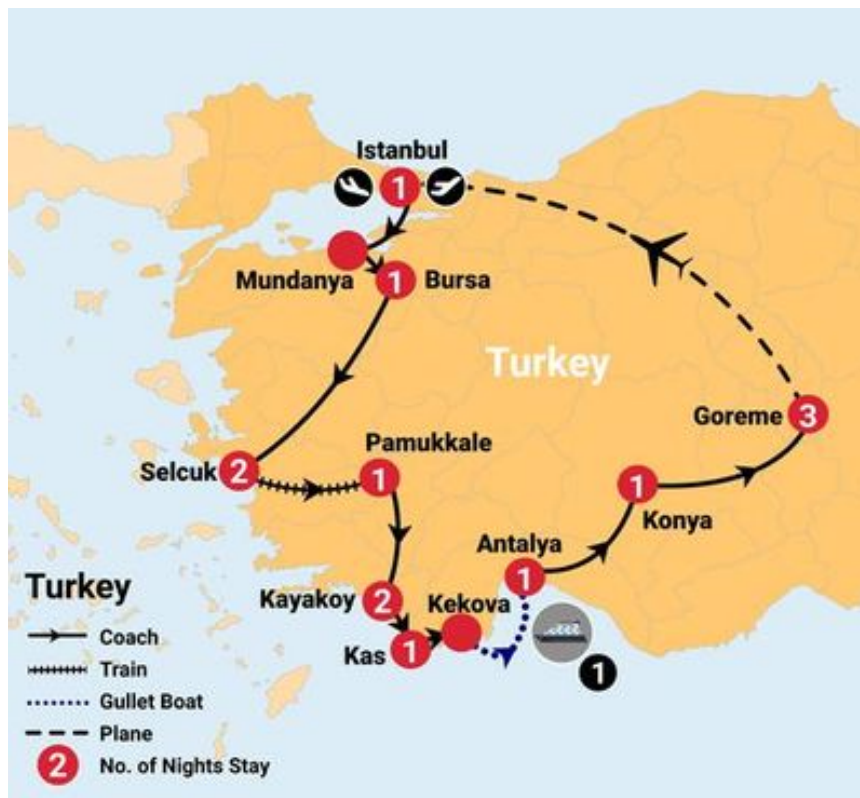 Istanbul
1
Mundanya
1
Bursa
Turkey
Goreme
3
Pamukkale
Selcuk
2
1
1
Konya
Antalya
1
Kayakoy
2
Kekova
Kas
1
1
Turkey
Coach
Train
Gullet Boat
Plane
2
No. of Nights Stay